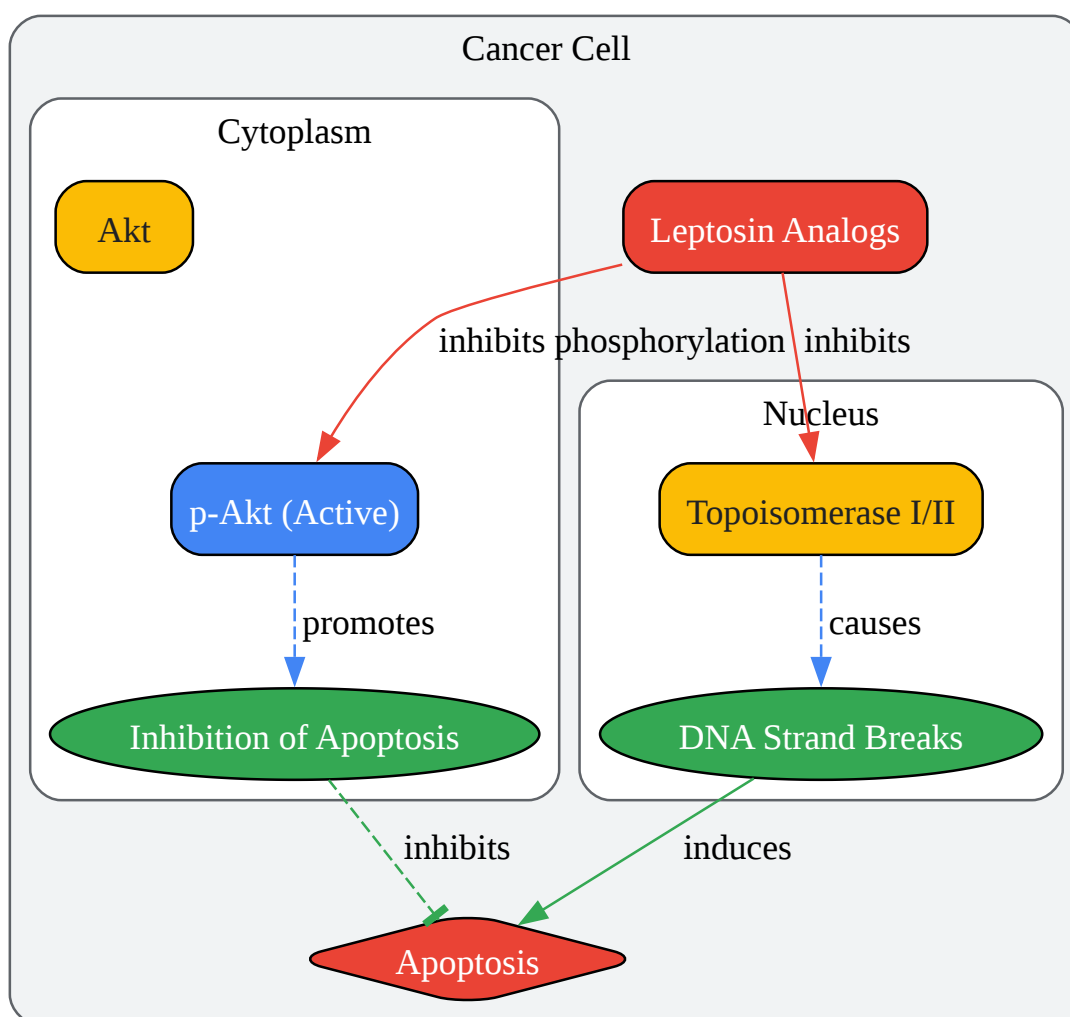 Cancer Cell
Cytoplasm
Akt
Leptosin Analogs
inhibits phosphorylation
inhibits
Nucleus
p-Akt (Active)
Topoisomerase I/II
promotes
causes
Inhibition of Apoptosis
DNA Strand Breaks
inhibits
induces
Apoptosis